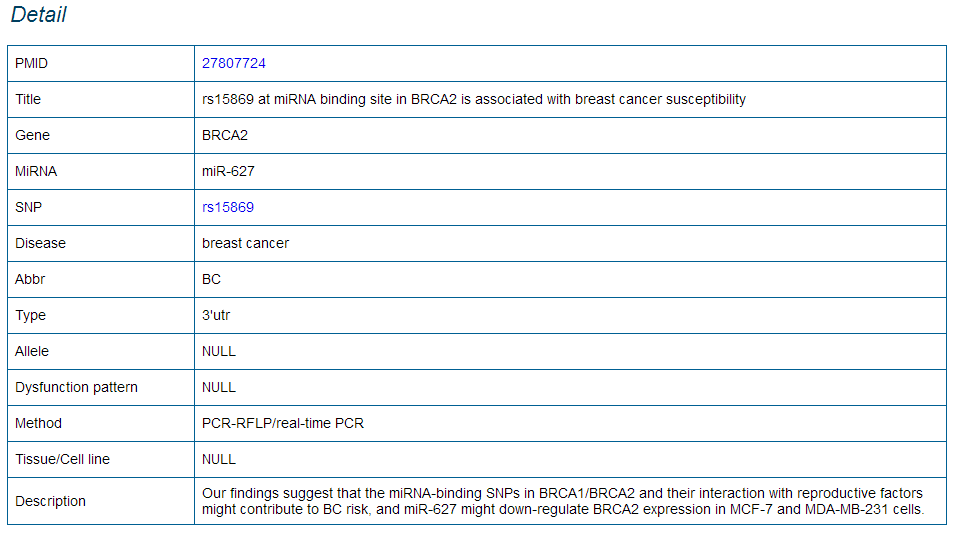 Detail
PMID 27807724
Title rs15869 at miRNA binding site in BRCA2 is associated with breast cancer susceptibility
Gene BRCA2
MiRNA miR-627
SNP rs15869
Disease breast cancer
Abbr BC
Type 3'utr
Allele NULL
Dysfunction pattern NULL
Method PCR-RFLP/real-time PCR
Tissue/Cell line NULL
Description Our findings suggest that the miRNA-binding SNPs in BRCA1/BRCA2 and their interaction with reproductive factors
might contribute to BC risk, and miR-627 might down-regulate BRCA2 expression in MCF-7 and MDA-MB-231 cells.